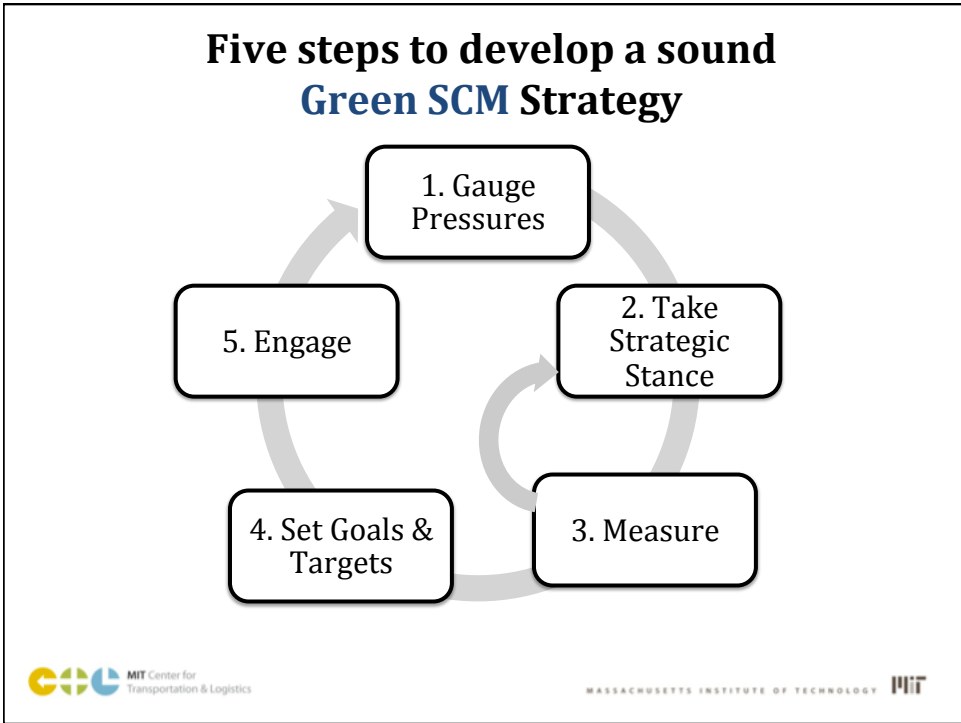 Five steps to develop a sound
Green SCM Strategy
1. Gauge
Pressures
2. Take
Strategic
Stance
3. Measure
4. Set Goals &
Targets
5. Engage
MIT Center for
Transportation & Logistics
MASSACHUSETTS INSTITUTE OF TECHNOLOGY